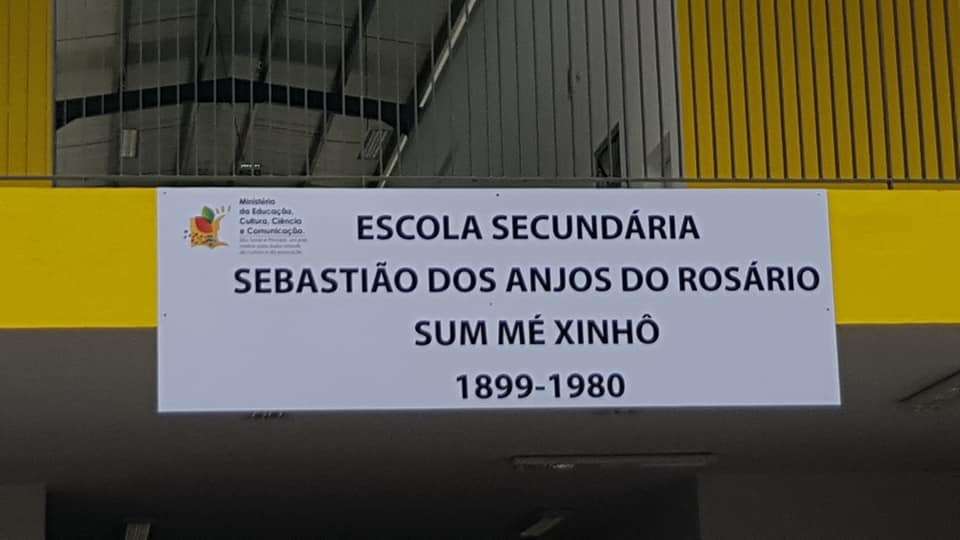 Ministério
da Educação,
Cultura, Ciência
e Comunicação.
ESCOLA SECUNDÁRIA
SEBASTIÃO DOS ANJOS DO ROSÁRIO
SUM MÉ XINHÔ
1899-1980